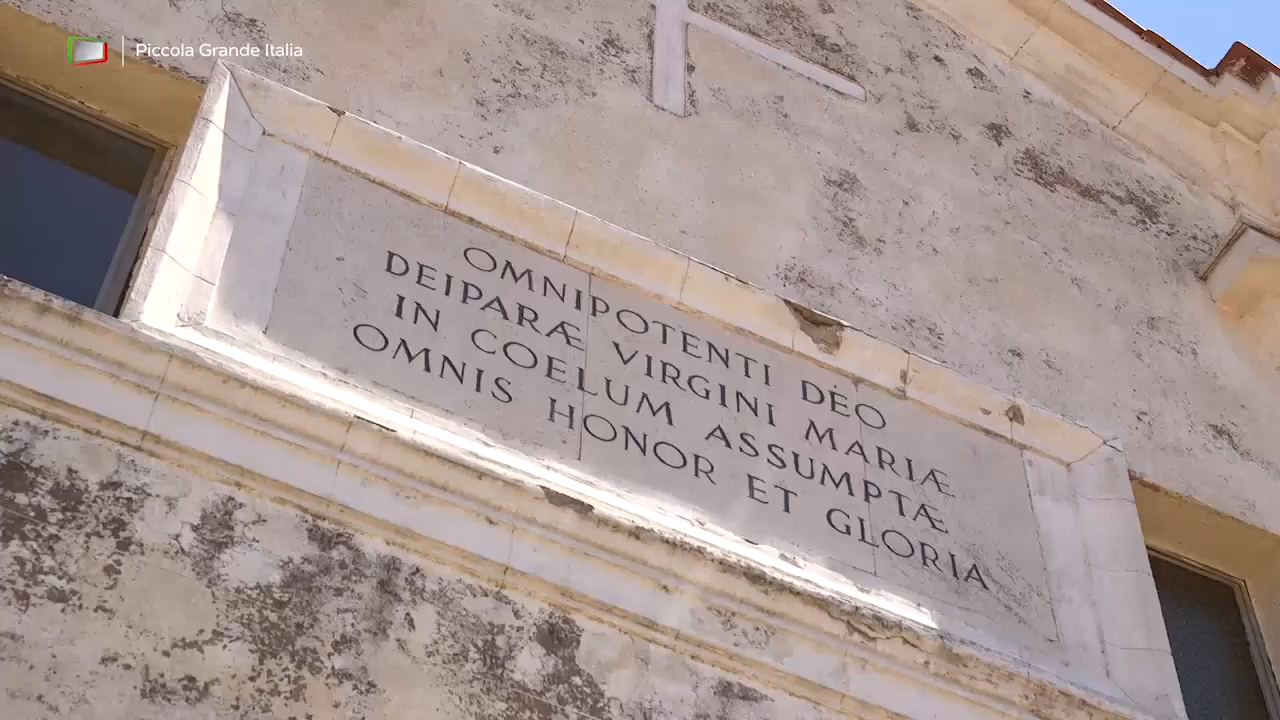 Piccola Grande Italia
OMNIPOTENTI DEO
DEIPARÆ VIRGINI MARIÆ
IN COELUM ASSUMPTÆ
OMNIS HONOR ET GLORIA